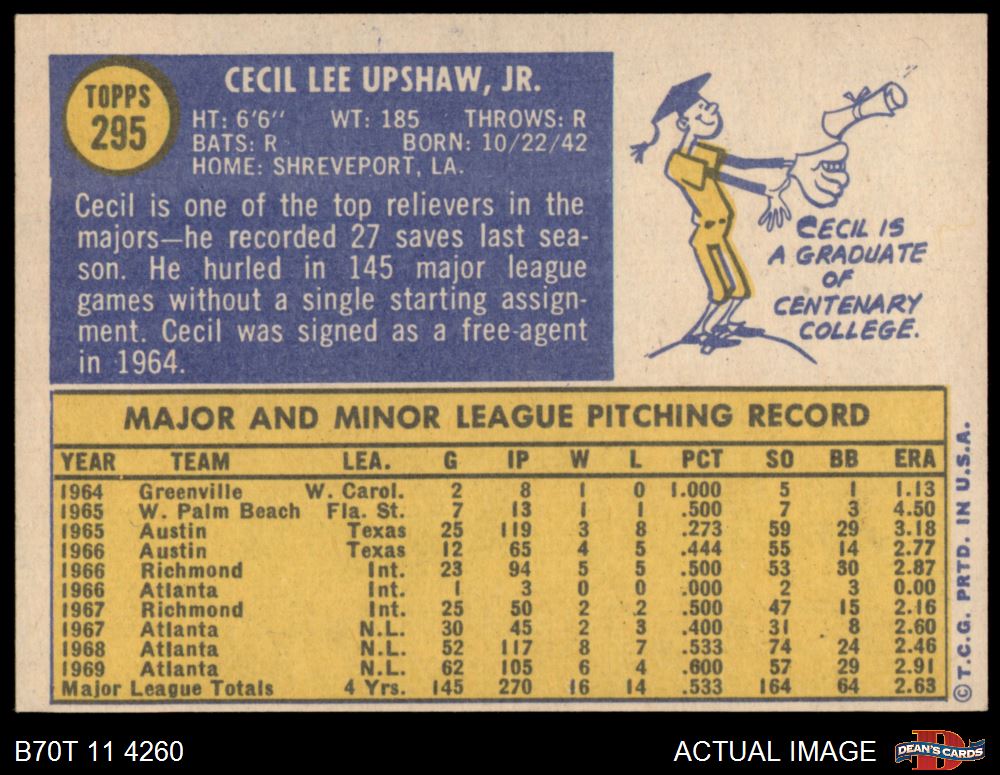 TOPPS
295
CECIL LEE UPSHAW, JR.
HT: 6'6" WT: 185 THROWS: R
BATS: R BORN: 10/22/42
HOME: SHREVEPORT, LA.
Cecil is one of the top relievers in the
majors—he recorded 27 saves last sea-
son. He hurled in 145 major league
games without a single starting assign-
ment. Cecil was signed as a free-agent
in 1964.
CECIL IS
A GRADUATE
OF
CENTENARY
COLLEGE.
MAJOR AND MINOR LEAGUE PITCHING RECORD
YEAR TEAM LEA. G IP W L PCT SO BB ERA
1964 Greenville W. Carol. 2 8 1 0 1.000 5 1 1.13
1965 W. Palm Beach Fla. St. 7 13 1 1 .500 7 3 4.50
1965 Austin Texas 25 119 3 8 .273 59 29 3.18
1966 Austin Texas 12 65 4 5 .444 55 14 2.77
1966 Richmond Int. 23 94 5 5 .500 53 30 2.87
1966 Atlanta Int. 1 3 0 0 .000 2 3 0.00
1967 Richmond Int. 25 50 2 2 .500 47 15 2.16
1967 Atlanta N.L. 30 45 2 3 .400 31 8 2.60
1968 Atlanta N.L. 52 117 8 7 .533 74 24 2.46
1969 Atlanta N.L. 62 105 6 4 .600 57 29 2.91
Major League Totals 4 Yrs. 145 270 16 14 .533 164 64 2.63
© T.C.G. PRTD. IN U.S.A.
B70T 11 4260
ACTUAL IMAGE
D
DEAN'S CARDS